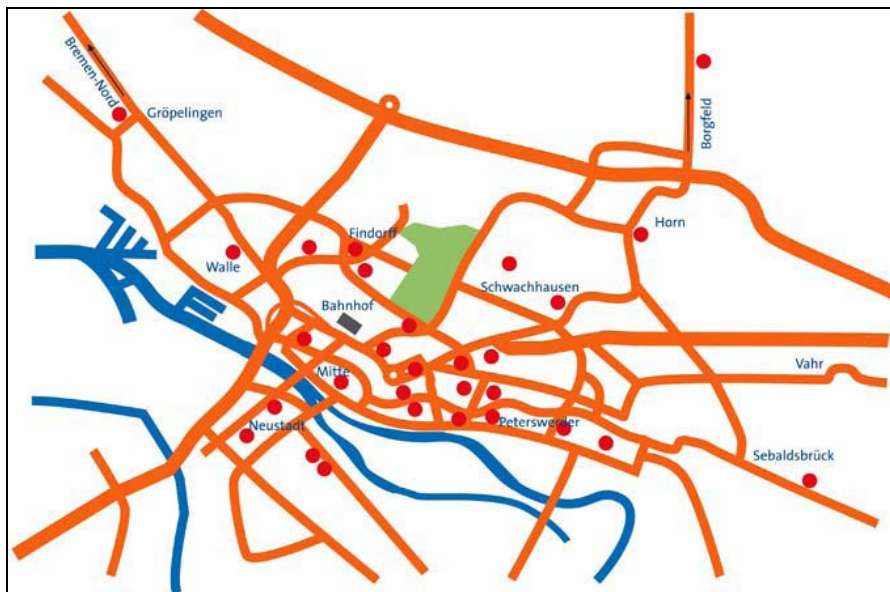 Bremen-Nord
Gröpelingen
Borgfeld
Horn
Findorff
Walle
Schwachhausen
Bahnhof
Vahr
Mitte
Neustadt
Peterswerder
Sebaldsbrück